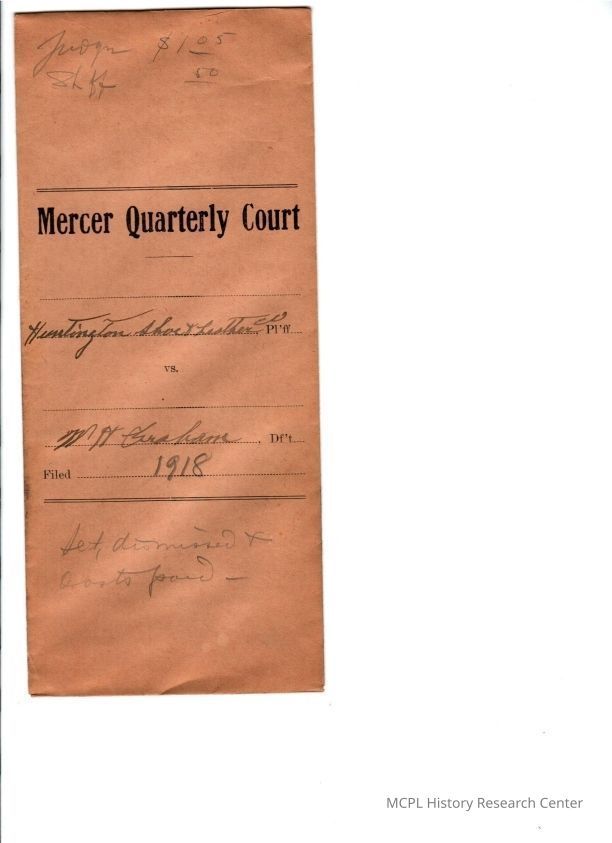 Judge $1.05
Shff 50
Mercer Quarterly Court
Huntington Shoe & Leather Co Pl'ff
vs.
W H Graham, Df't.
Filed 1918
Set, dismissed &
Costs paid —
MCPL History Research Center